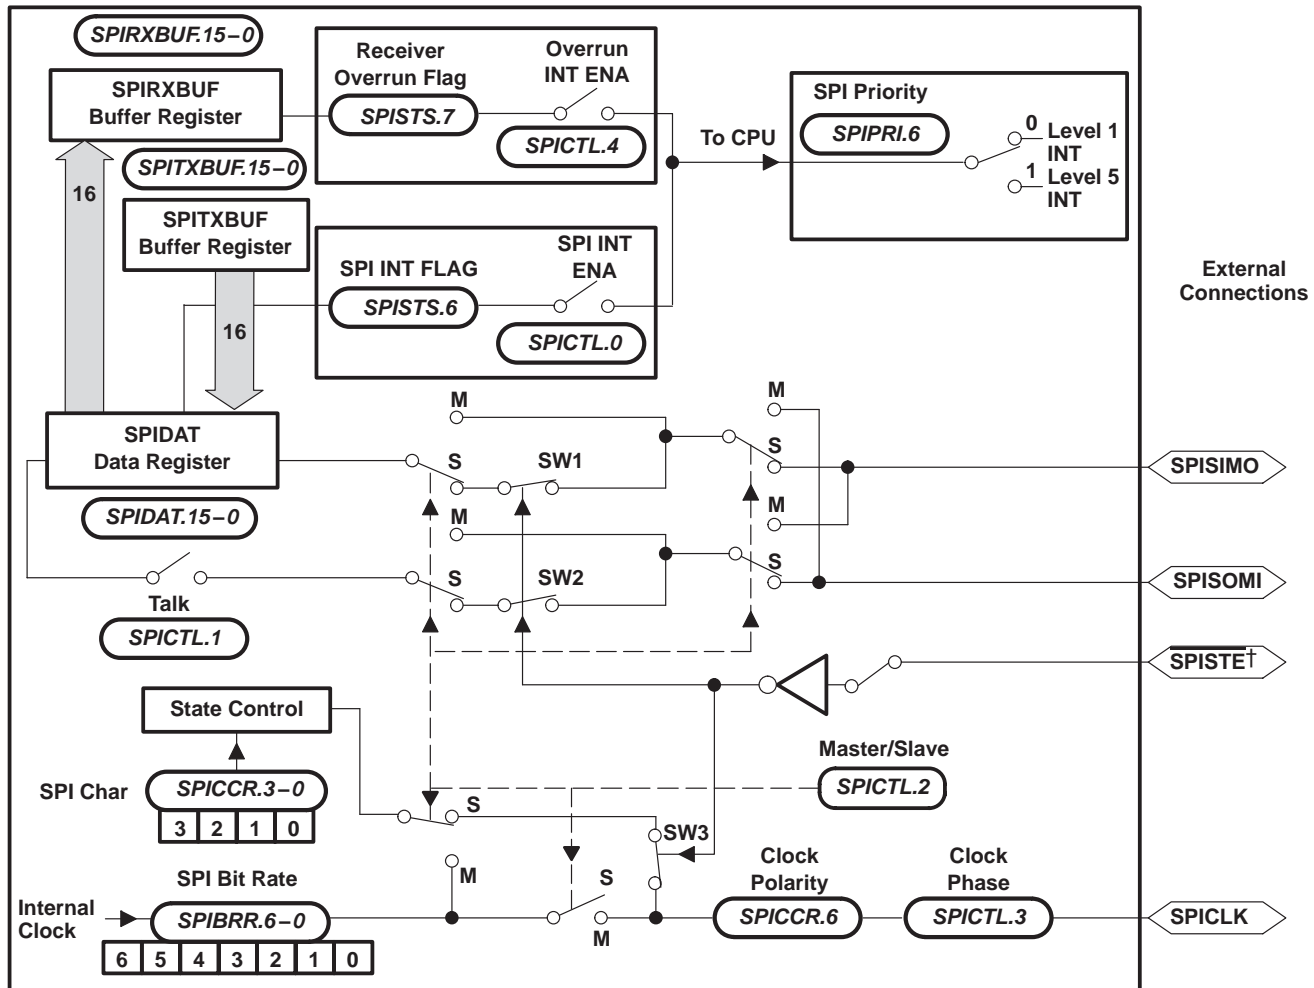 SPIRXBUF.15–0
SPIRXBUF
Buffer Register
SPITXBUF.15–0
16
SPITXBUF
Buffer Register
16
Receiver
Overrun Flag
SPISTS.7
Overrun
INT ENA
SPICTL.4
To CPU
SPI Priority
SPIPRI.6
0
Level 1
INT
1
Level 5
INT
SPI INT FLAG
SPISTS.6
SPI INT
ENA
SPICTL.0
External
Connections
SPIDAT
Data Register
SPIDAT.15–0
M
S
SW1
M
S
SW2
M
S
M
S
SPISIMO
SPISOMI
SPISTE†
Talk
SPICTL.1
State Control
SPI Char
SPICCR.3–0
3 2 1 0
Master/Slave
SPICTL.2
S
SW3
M
SPI Bit Rate
Internal
Clock
SPIBRR.6–0
6 5 4 3 2 1 0
S
M
Clock
Polarity
SPICCR.6
Clock
Phase
SPICTL.3
SPICLK